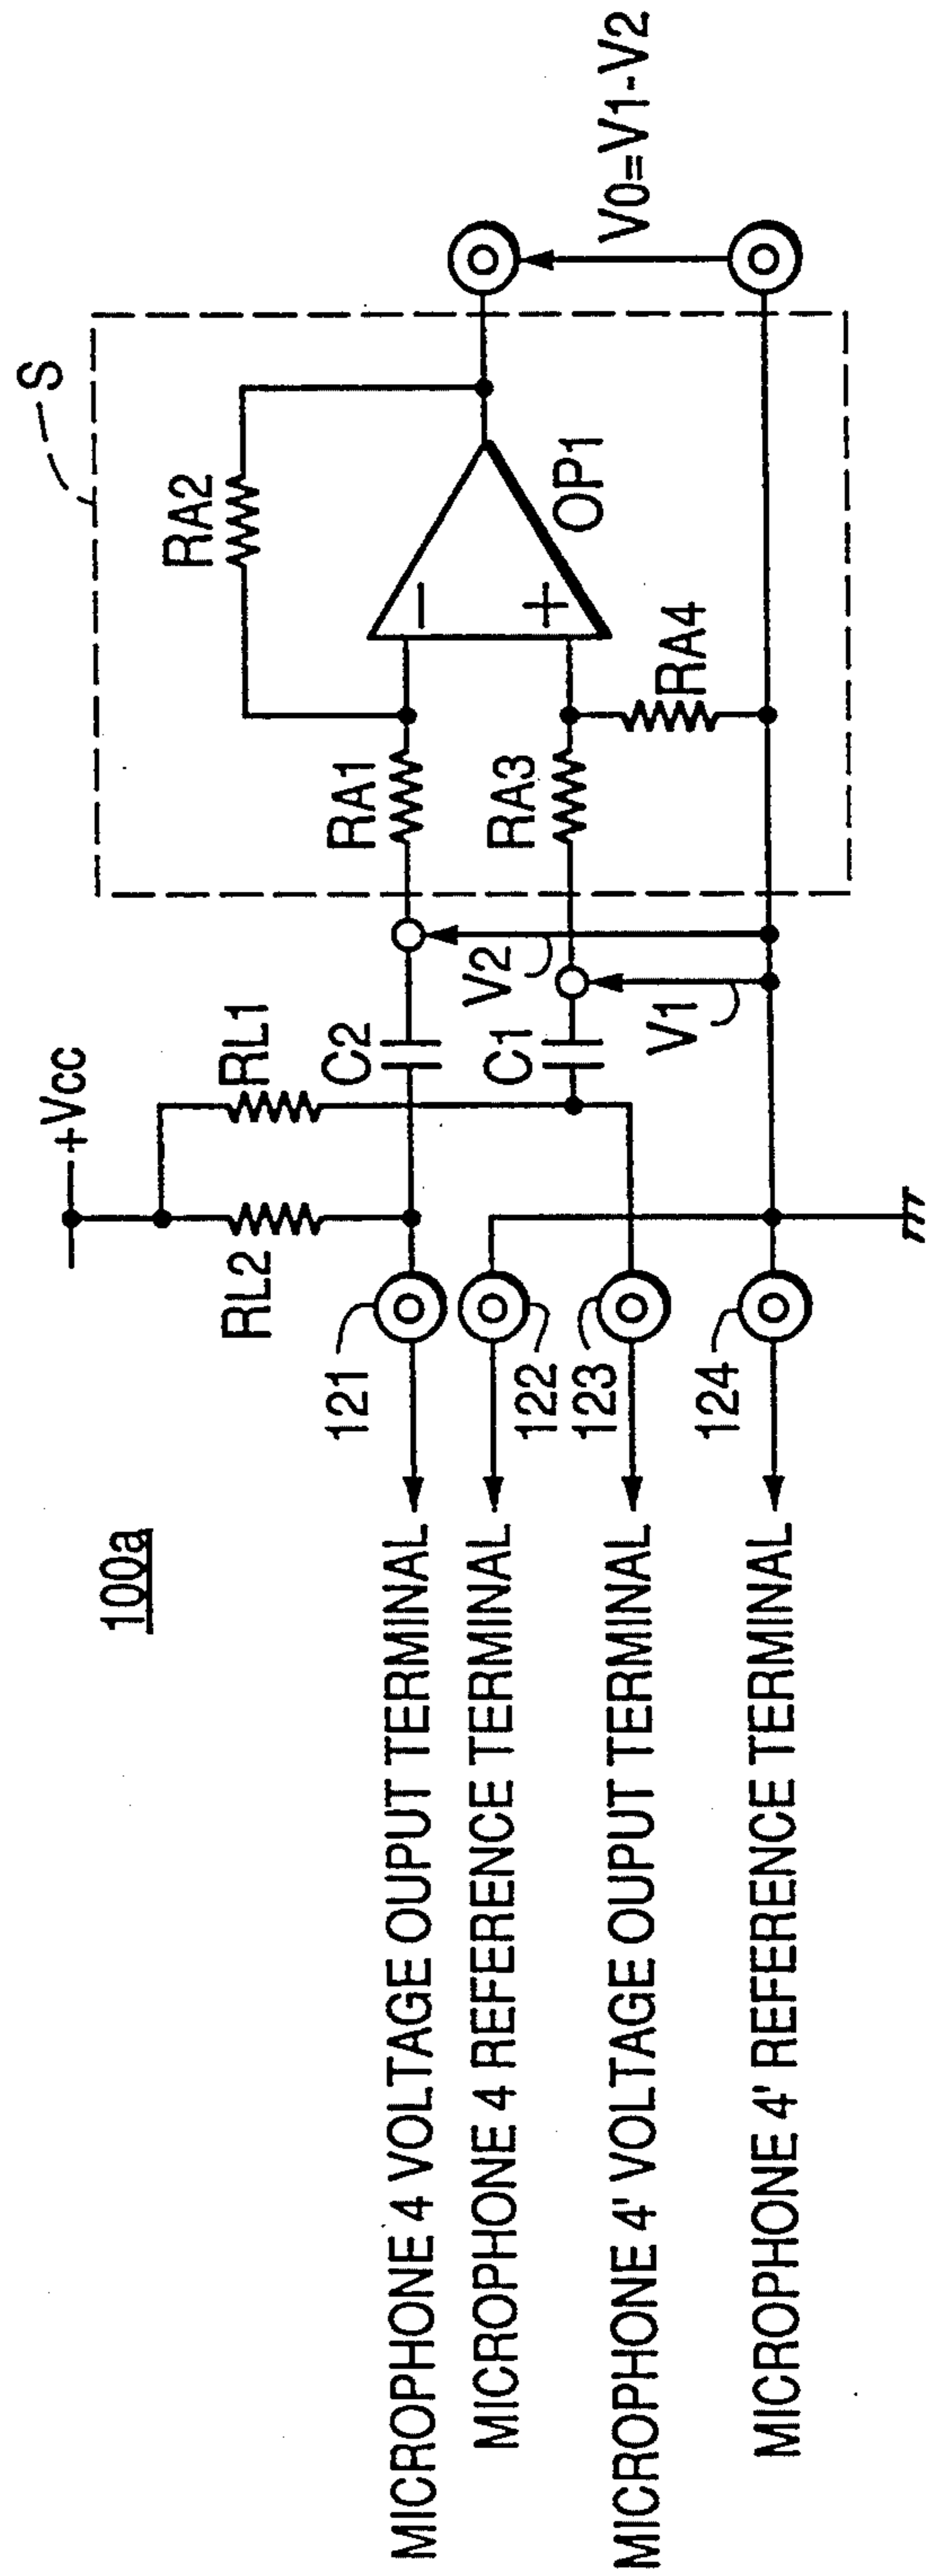 100a
+Vcc
RL2
RL1
C2
C1
V2
V1
S
RA1
RA2
RA3
RA4
−
+
OP1
V0=V1-V2
121
122
123
124
MICROPHONE 4 VOLTAGE OUPUT TERMINAL
MICROPHONE 4 REFERENCE TERMINAL
MICROPHONE 4' VOLTAGE OUPUT TERMINAL
MICROPHONE 4' REFERENCE TERMINAL